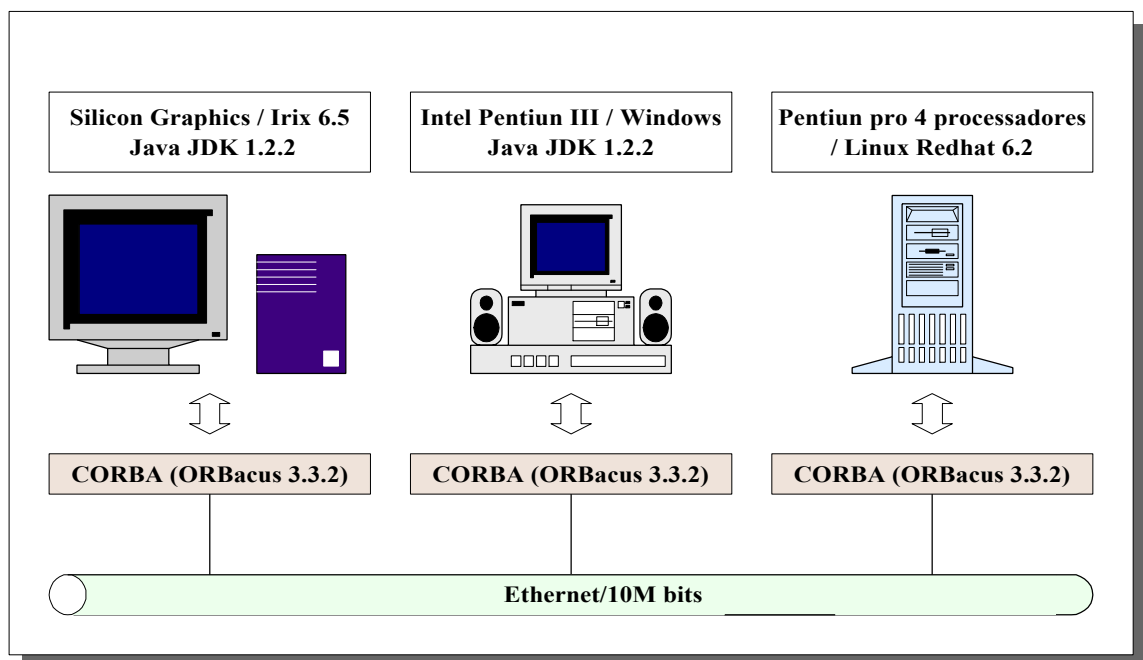 Silicon Graphics / Irix 6.5
Java JDK 1.2.2
Intel Pentiun III / Windows
Java JDK 1.2.2
Pentiun pro 4 processadores
/ Linux Redhat 6.2
CORBA (ORBacus 3.3.2)
CORBA (ORBacus 3.3.2)
CORBA (ORBacus 3.3.2)
Ethernet/10M bits